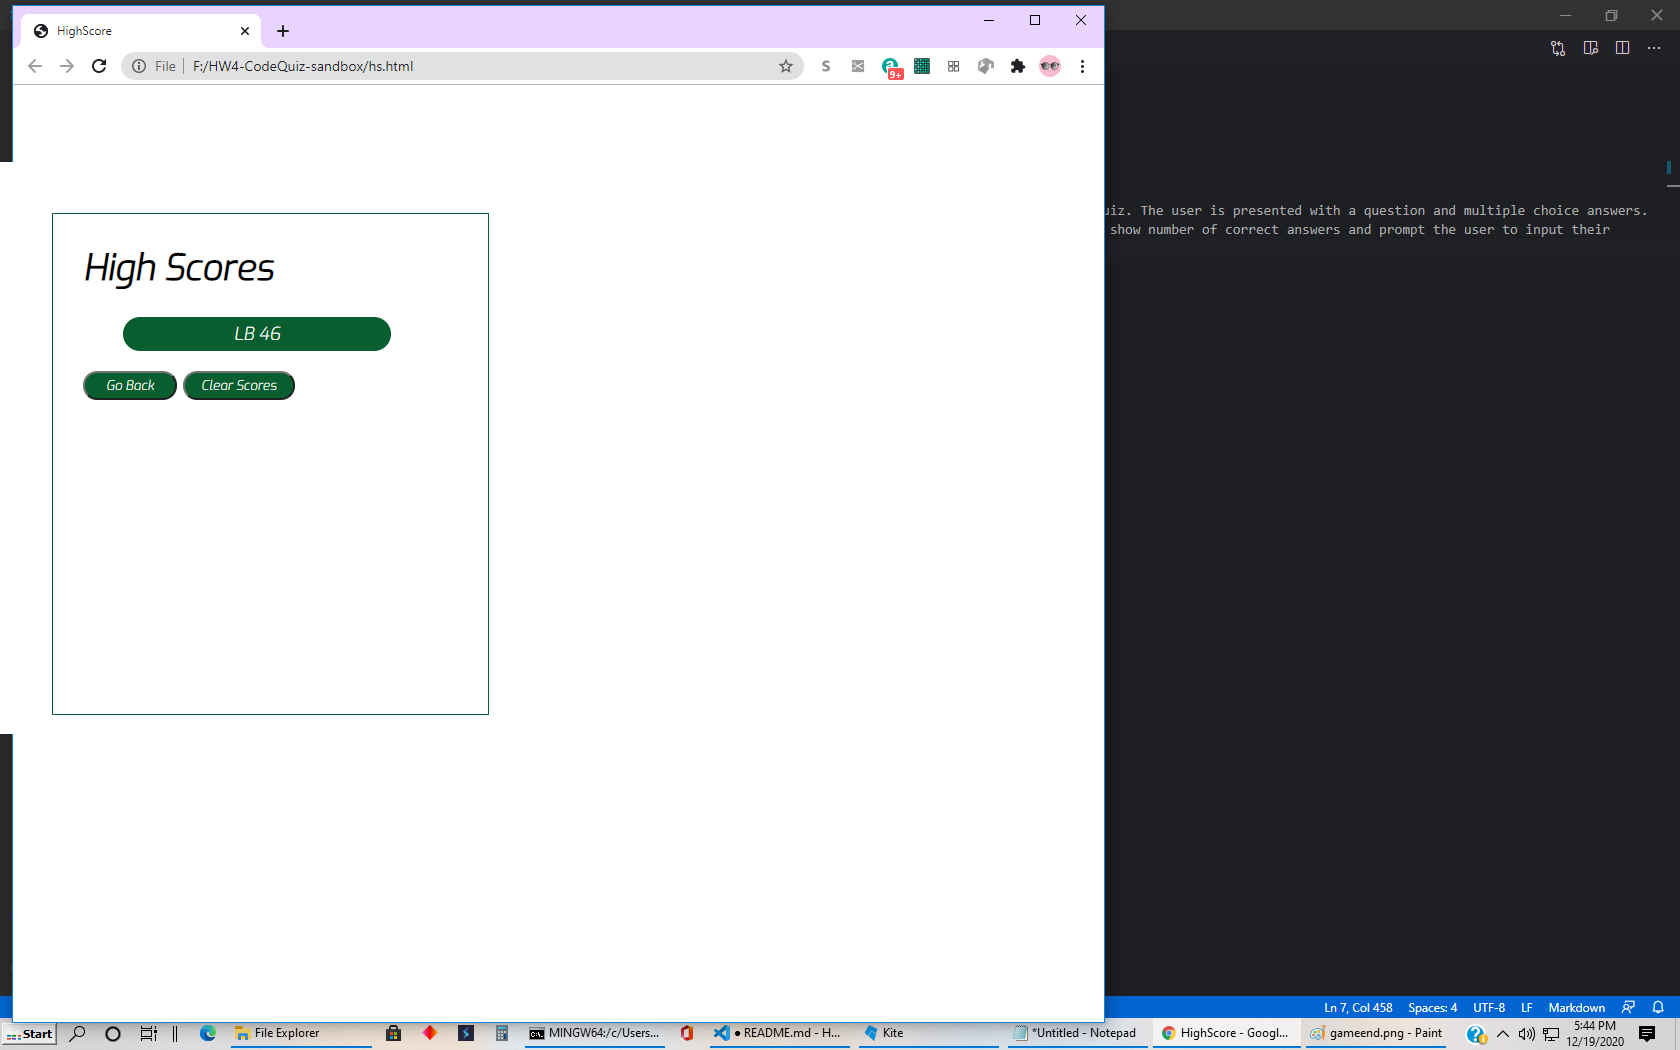 HighScore
File
F:/HW4-CodeQuiz-sandbox/hs.html
S
a
9+
uiz. The user is presented with a question and multiple choice answers.
show number of correct answers and prompt the user to input their
High Scores
LB 46
Go Back
Clear Scores
Ln 7, Col 458
Spaces: 4
UTF-8
LF
Markdown
Start
File Explorer
MINGW64:/c/Users...
● README.md - H...
Kite
*Untitled - Notepad
HighScore - Googl...
gameend.png - Paint
5:44 PM
12/19/2020